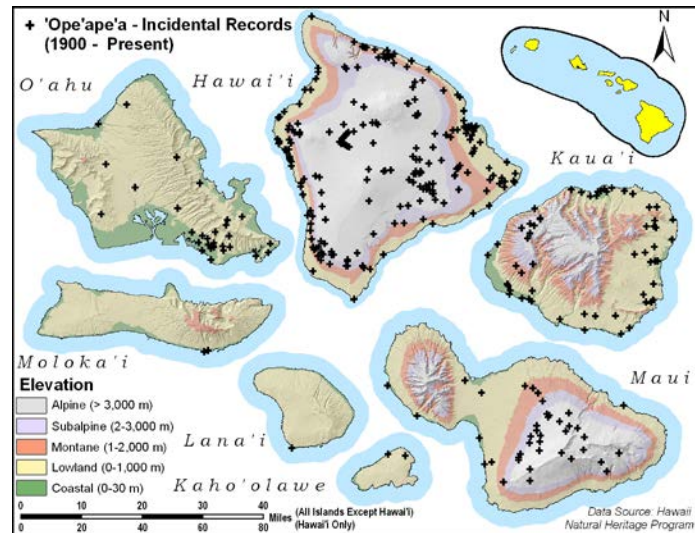 + 'Ope'ape'a - Incidental Records
(1900 - Present)
N
O'ahu
Hawai'i
Kaua'i
Moloka'i
Maui
Lana'i
Kaho'olawe
Elevation
Alpine (> 3,000 m)
Subalpine (2-3,000 m)
Montane (1-2,000 m)
Lowland (0-1,000 m)
Coastal (0-30 m)
0 5 10 20 30 40
Miles (All Islands Except Hawai'i)
(Hawai'i Only)
0 10 20 40 60 80
Data Source: Hawaii
Natural Heritage Program